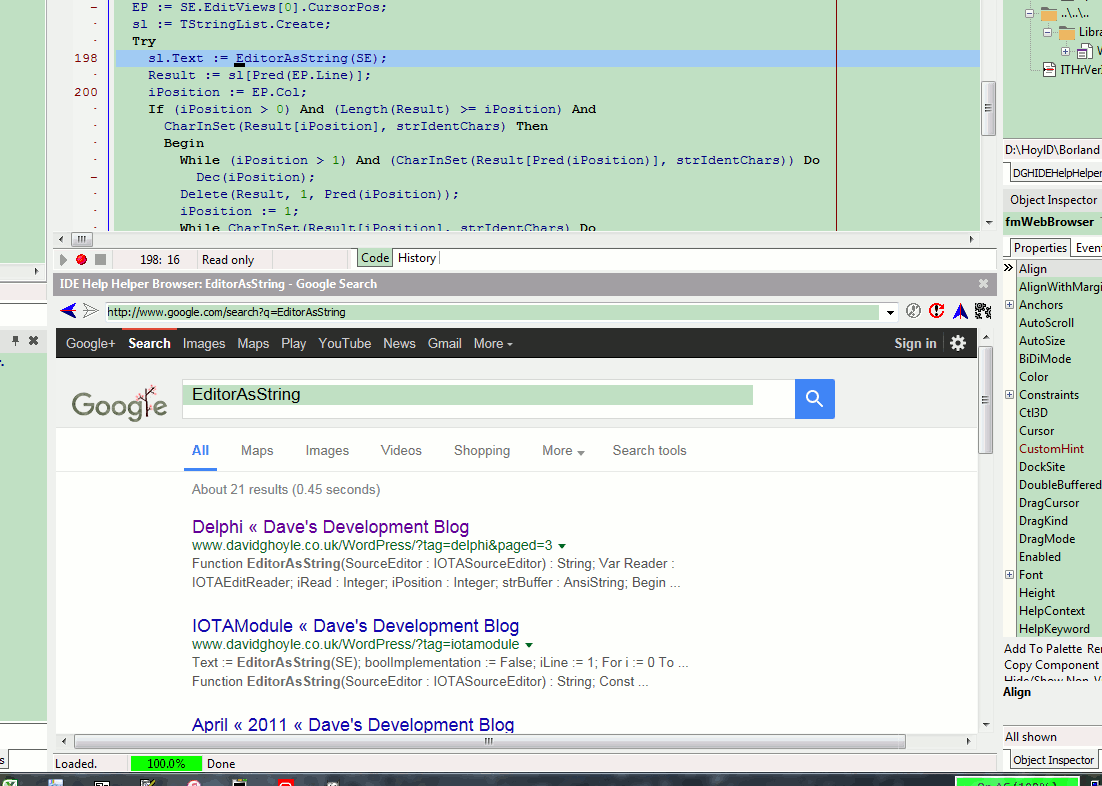 EP := SE.EditViews[0].CursorPos;
sl := TStringList.Create;
Try
198 sl.Text := EditorAsString(SE);
Result := sl[Pred(EP.Line)];
200 iPosition := EP.Col;
If (iPosition > 0) And (Length(Result) >= iPosition) And
CharInSet(Result[iPosition], strIdentChars) Then
Begin
While (iPosition > 1) And (CharInSet(Result[Pred(iPosition)], strIdentChars)) Do
Dec(iPosition);
Delete(Result, 1, Pred(iPosition));
iPosition := 1;
While CharInSet(Result[iPosition], strIdentChars) Do
198: 16 Read only Code History
IDE Help Helper Browser: EditorAsString - Google Search
http://www.google.com/search?q=EditorAsString
Google+ Search Images Maps Play YouTube News Gmail More Sign in
Google EditorAsString
All Maps Images Videos Shopping More Search tools
About 21 results (0.45 seconds)
Delphi « Dave's Development Blog
www.davidghoyle.co.uk/WordPress/?tag=delphi&paged=3
Function EditorAsString(SourceEditor : IOTASourceEditor) : String; Var Reader :
IOTAEditReader; iRead : Integer; iPosition : Integer; strBuffer : AnsiString; Begin ...
IOTAModule « Dave's Development Blog
www.davidghoyle.co.uk/WordPress/?tag=iotamodule
Text := EditorAsString(SE); boolImplementation := False; iLine := 1; For i := 0 To ...
Function EditorAsString(SourceEditor : IOTASourceEditor) : String; Const ...
April « 2011 « Dave's Development Blog
Loaded. 100.0% Done
..\..\..
Libra
ITHrVer
D:\HoylD\Borland
DGHIDEHelpHelper
Object Inspector
fmWebBrowser
Properties Event
Align
AlignWithMargi
Anchors
AutoScroll
AutoSize
BiDiMode
Color
Constraints
Ctl3D
Cursor
CustomHint
DockSite
DoubleBuffered
DragCursor
DragKind
DragMode
Enabled
Font
Height
HelpContext
HelpKeyword
Add To Palette Re
Copy Component
Hide/Show Non-V
Align
All shown
Object Inspector